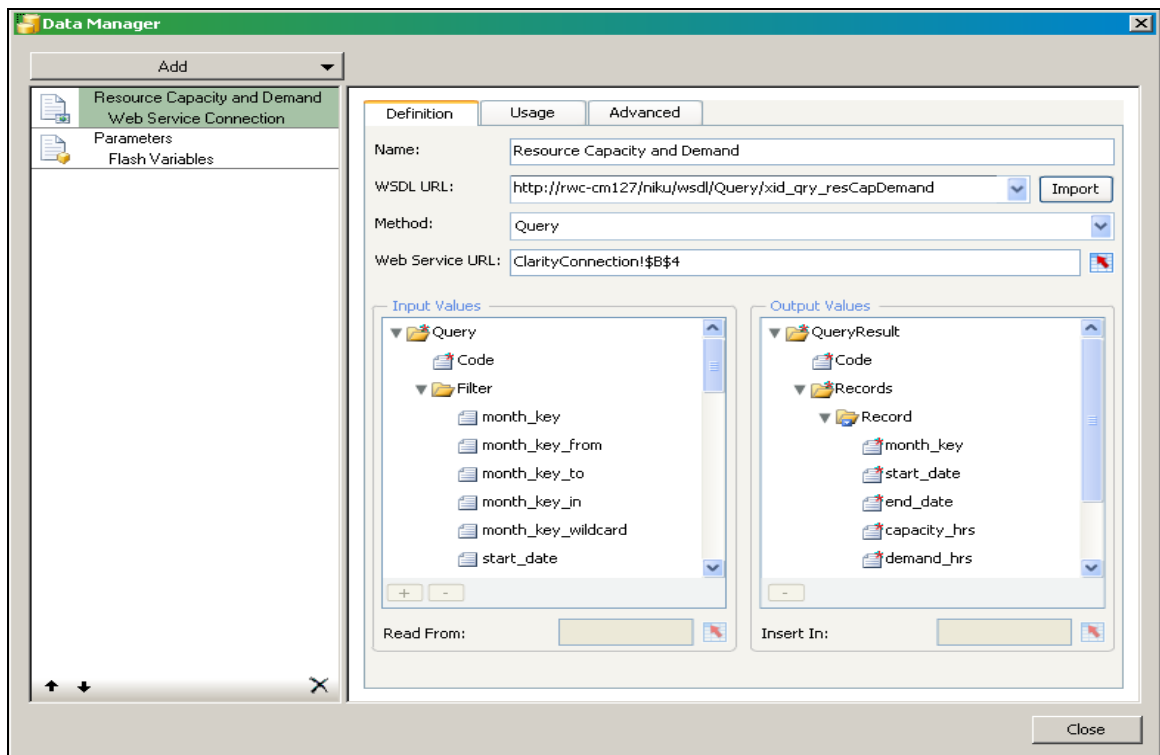 Data Manager
Add
Resource Capacity and Demand
Web Service Connection
Parameters
Flash Variables
Definition
Usage
Advanced
Name:
Resource Capacity and Demand
WSDL URL:
http://rwc-cm127/niku/wsdl/Query/xid_qry_resCapDemand
Import
Method:
Query
Web Service URL:
ClarityConnection!$B$4
Input Values
Query
Code
Filter
month_key
month_key_from
month_key_to
month_key_in
month_key_wildcard
start_date
+
-
Read From:
Output Values
QueryResult
Code
Records
Record
month_key
start_date
end_date
capacity_hrs
demand_hrs
-
Insert In:
Close